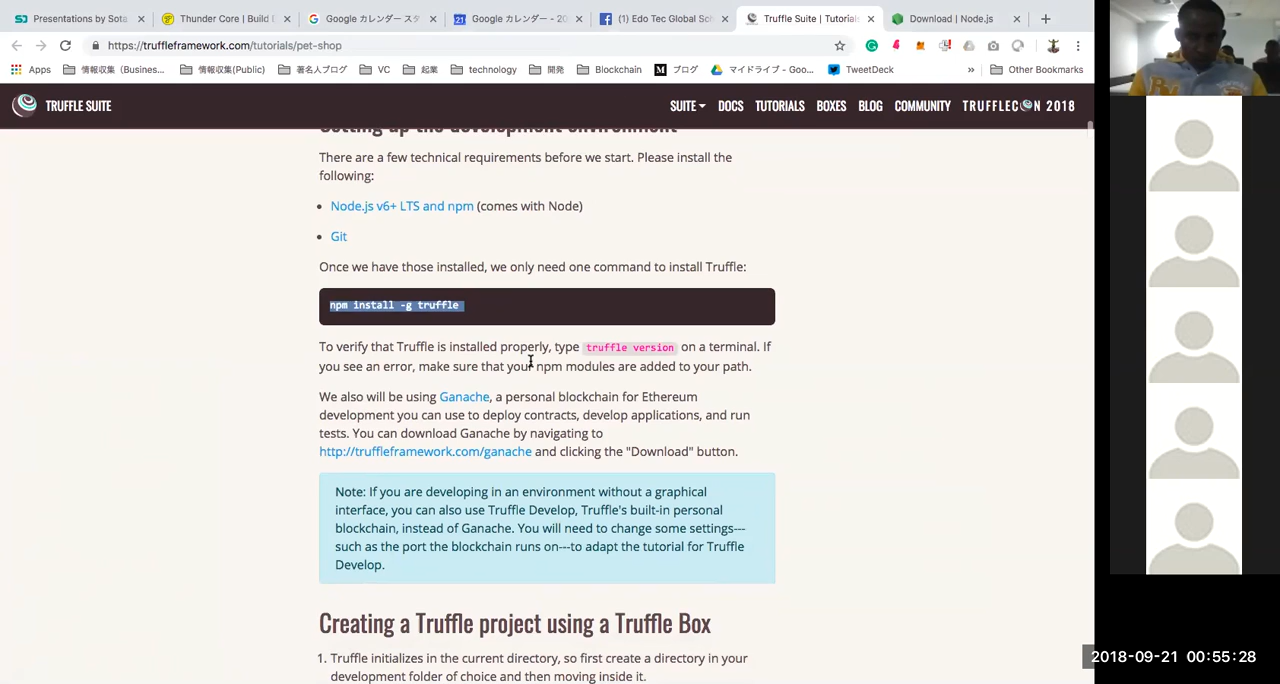 Presentations by Sota
Thunder Core | Build D
Google カレンダー スタ
Google カレンダー - 20
(1) Edo Tec Global Sc
Truffle Suite | Tutorials
Download | Node.js
https://truffleframework.com/tutorials/pet-shop
Apps
情報収集 (Busines...
情報収集(Public)
著名人ブログ
VC
起業
technology
開発
Blockchain
ブログ
マイドライブ - Goo...
TweetDeck
»
Other Bookmarks
TRUFFLE SUITE
SUITE
DOCS
TUTORIALS
BOXES
BLOG
COMMUNITY
TRUFFLECON 2018
Setting up the development environment
There are a few technical requirements before we start. Please install the
following:
• Node.js v6+ LTS and npm (comes with Node)
• Git
Once we have those installed, we only need one command to install Truffle:
npm install -g truffle
To verify that Truffle is installed properly, type truffle version on a terminal. If
you see an error, make sure that your npm modules are added to your path.
We also will be using Ganache, a personal blockchain for Ethereum
development you can use to deploy contracts, develop applications, and run
tests. You can download Ganache by navigating to
http://truffleframework.com/ganache and clicking the "Download" button.
Note: If you are developing in an environment without a graphical
interface, you can also use Truffle Develop, Truffle's built-in personal
blockchain, instead of Ganache. You will need to change some settings---
such as the port the blockchain runs on---to adapt the tutorial for Truffle
Develop.
Creating a Truffle project using a Truffle Box
1. Truffle initializes in the current directory, so first create a directory in your
development folder of choice and then moving inside it.
2018-09-21 00:55:28